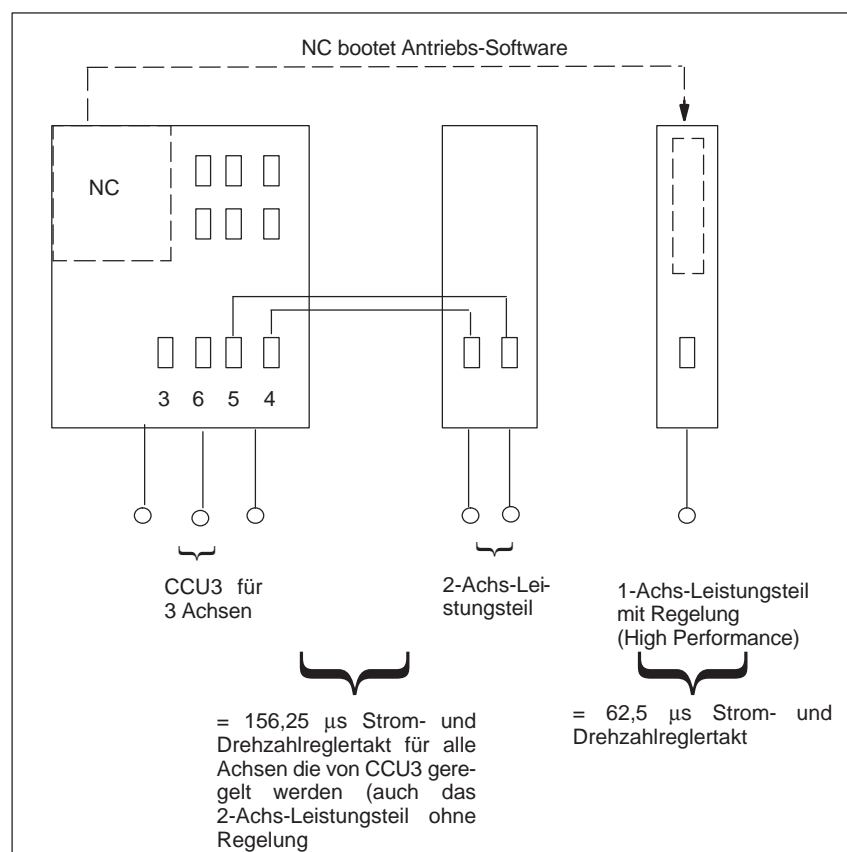 NC bootet Antriebs-Software
NC
3 6 5 4
CCU3 für
3 Achsen
2-Achs-Lei-
stungsteil
1-Achs-Leistungsteil
mit Regelung
(High Performance)
= 156,25 µs Strom- und
Drehzahlreglertakt für alle
Achsen die von CCU3 gere-
gelt werden (auch das
2-Achs-Leistungsteil ohne
Regelung
= 62,5 µs Strom- und
Drehzahlreglertakt